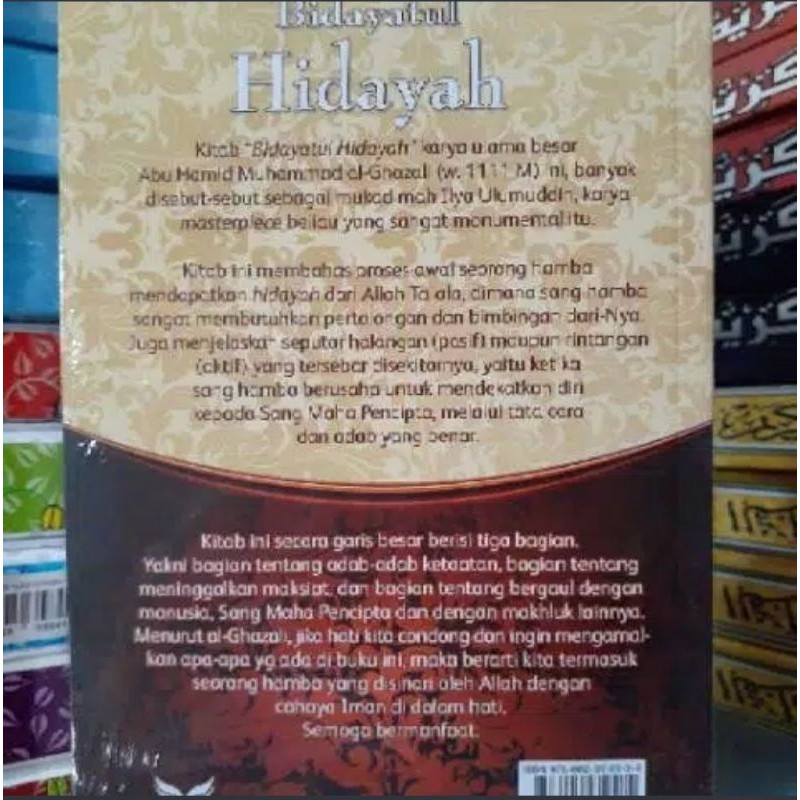 Bidayatul
Hidayah
Kitab "Bidayatul Hidayah" karya ulama besar
Abu Hamid Muhammad al-Ghazali (w. 1111 M) ini, banyak
disebut-sebut sebagai mukaddimah Ilya Ulumuddin, karya
masterpiece beliau yang sangat monumental itu.
Kitab ini membahas proses awal seorang hamba
mendapatkan hidayah dari Allah Ta'ala, dimana sang hamba
sangat membutuhkan pertolongan dan bimbingan dari-Nya.
Juga menjelaskan seputar halangan (pasif) maupun rintangan
(aktif) yang tersebar disekitarnya, yaitu ketika
sang hamba berusaha untuk mendekatkan diri
kepada Sang Maha Pencipta, melalui tata cara
dan adab yang benar.
Kitab ini secara garis besar berisi tiga bagian.
Yakni bagian tentang adab-adab ketaatan, bagian tentang
meninggalkan maksiat, dan bagian tentang bergaul dengan
manusia, Sang Maha Pencipta dan dengan makhluk lainnya.
Menurut al-Ghazali, jika hati kita condong dan ingin mengamal-
kan apa-apa yg ada di buku ini, maka berarti kita termasuk
seorang hamba yang disinari oleh Allah dengan
cahaya Iman di dalam hati.
Semoga bermanfaat.
ISBN